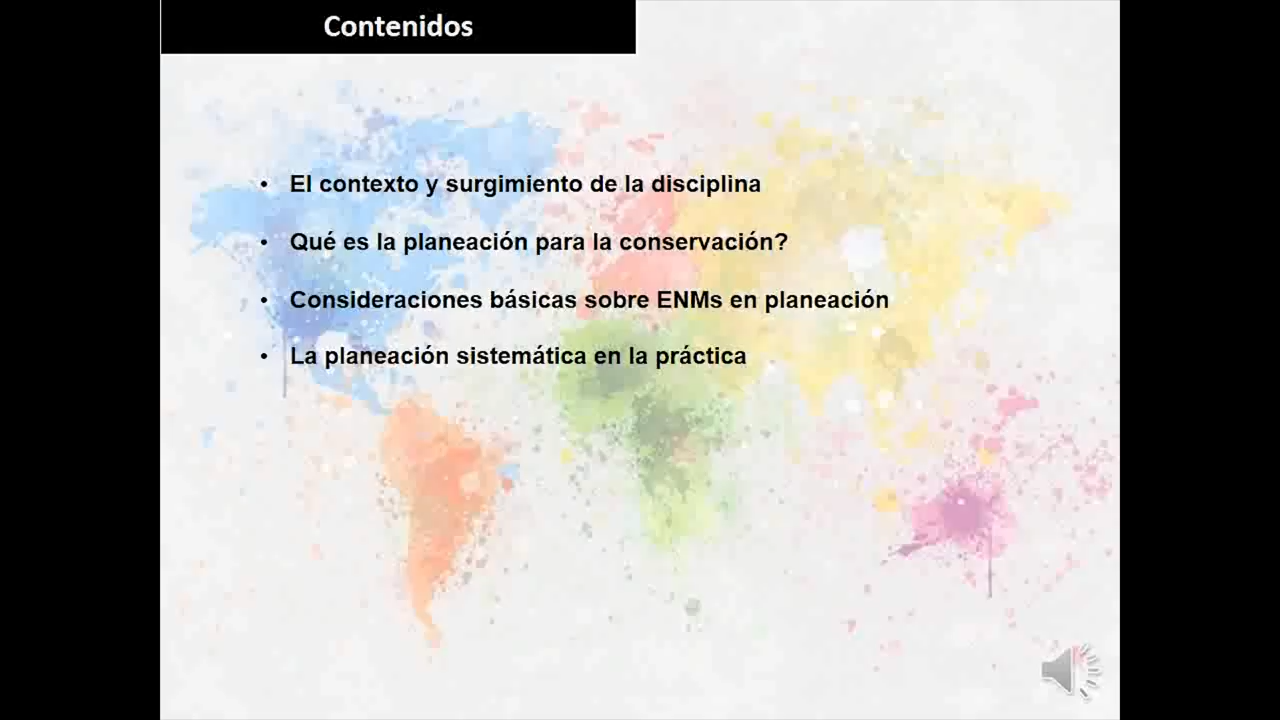 Contenidos
• El contexto y surgimiento de la disciplina
• Qué es la planeación para la conservación?
• Consideraciones básicas sobre ENMs en planeación
• La planeación sistemática en la práctica